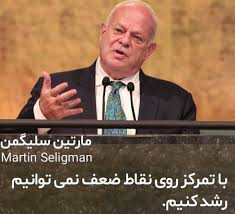 مارتین سلیگمن
Martin Seligman
با تمرکز روی نقاط ضعف نمی توانیم
رشد کنیم.